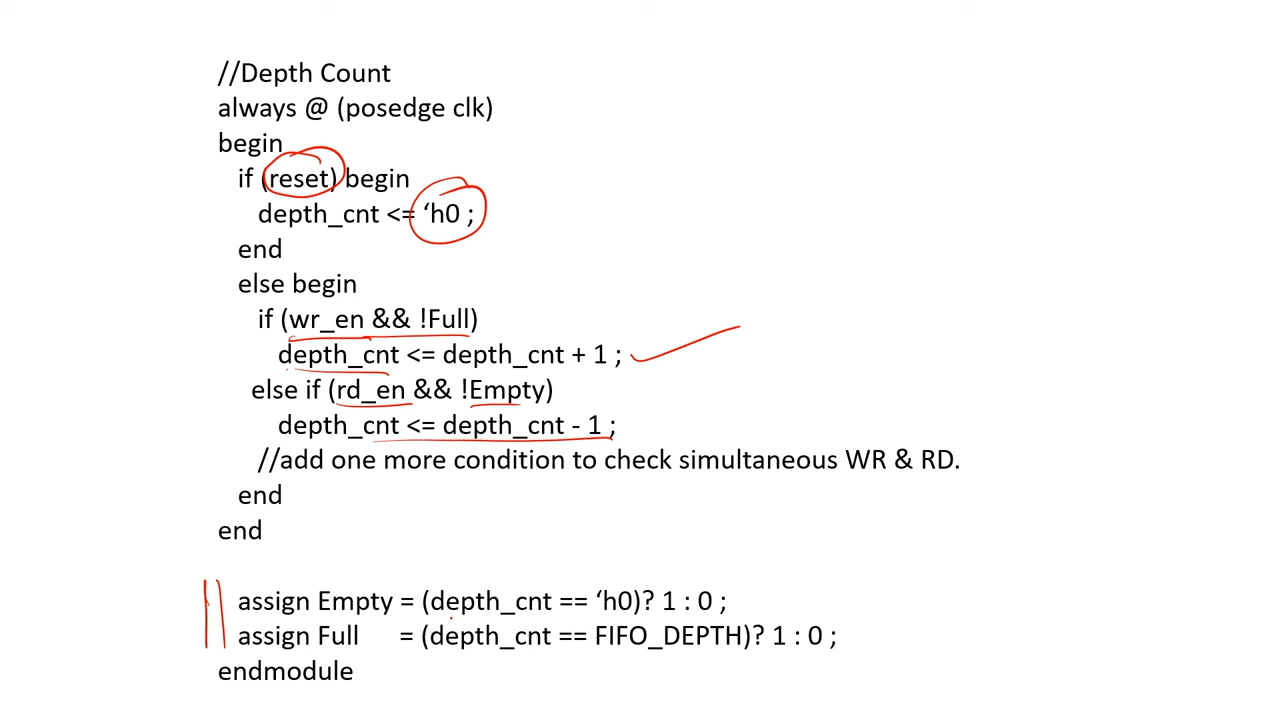 //Depth Count
always @ (posedge clk)
begin
if (reset) begin
depth_cnt <= ‘h0 ;
end
else begin
if (wr_en && !Full)
depth_cnt <= depth_cnt + 1 ;
else if (rd_en && !Empty)
depth_cnt <= depth_cnt - 1 ;
//add one more condition to check simultaneous WR & RD.
end
end
assign Empty = (depth_cnt == ‘h0)? 1 : 0 ;
assign Full = (depth_cnt == FIFO_DEPTH)? 1 : 0 ;
endmodule